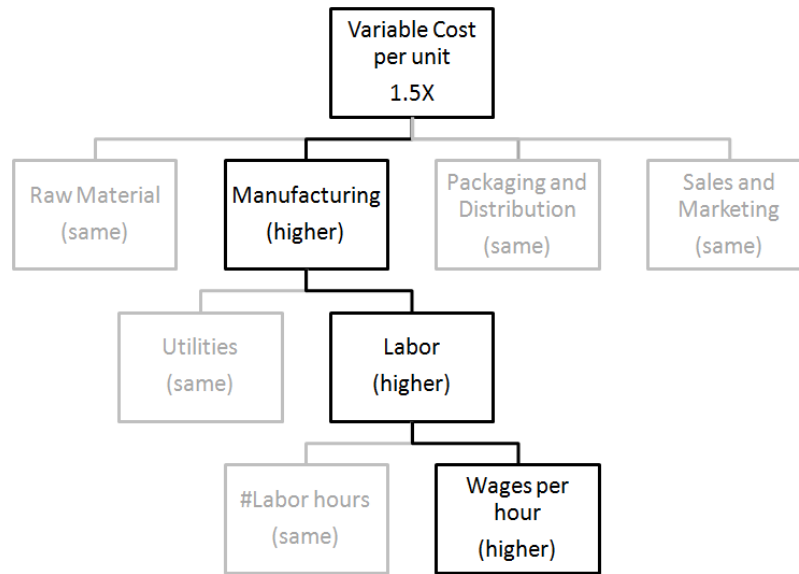 Variable Cost
per unit
1.5X
Raw Material
(same)
Manufacturing
(higher)
Packaging and
Distribution
(same)
Sales and
Marketing
(same)
Utilities
(same)
Labor
(higher)
#Labor hours
(same)
Wages per
hour
(higher)